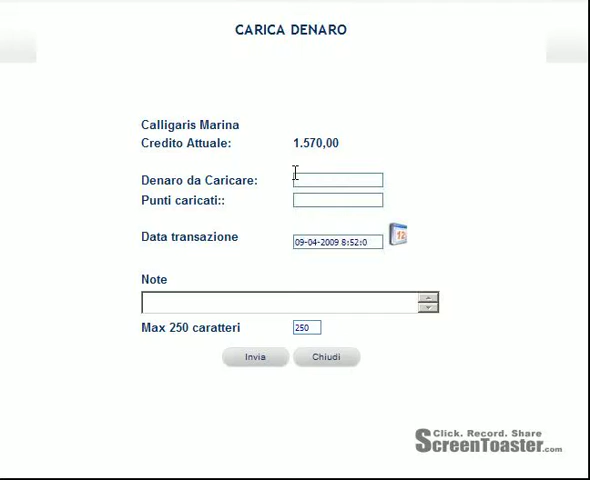 CARICA DENARO
Calligaris Marina
Credito Attuale: 1.570,00
Denaro da Caricare:
Punti caricati::
Data transazione 09-04-2009 8:52:0
12
Note
Max 250 caratteri 250
Invia Chiudi
Click. Record. Share
ScreenToaster.com